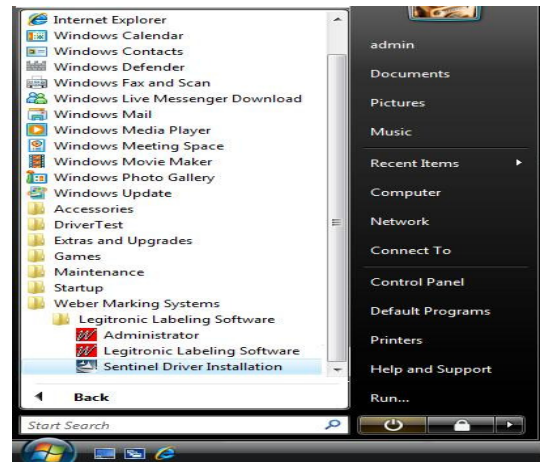 Internet Explorer
Windows Calendar
Windows Contacts
Windows Defender
Windows Fax and Scan
Windows Live Messenger Download
Windows Mail
Windows Media Player
Windows Meeting Space
Windows Movie Maker
Windows Photo Gallery
Windows Update
Accessories
DriverTest
Extras and Upgrades
Games
Maintenance
Startup
Weber Marking Systems
Legitronic Labeling Software
Administrator
Legitronic Labeling Software
Sentinel Driver Installation
Back
Start Search
admin
Documents
Pictures
Music
Recent Items
Computer
Network
Connect To
Control Panel
Default Programs
Printers
Help and Support
Run...